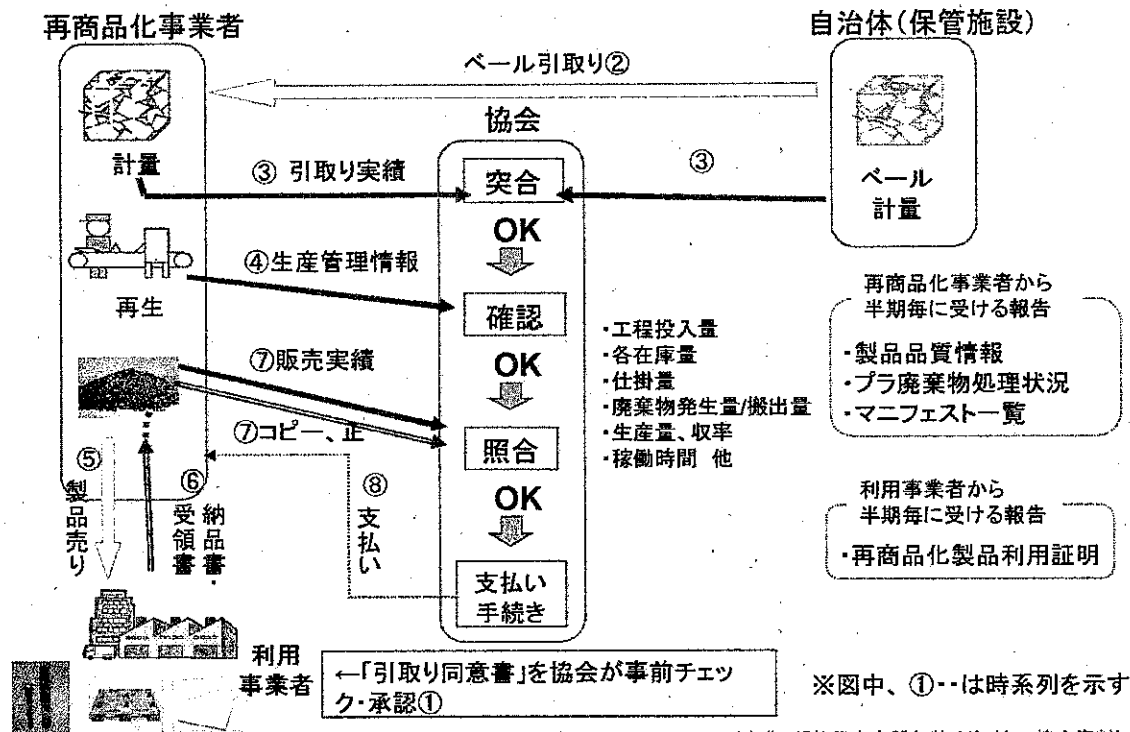 再商品化事業者
自治体(保管施設)
ベール引取り②
協会
計量
③ 引取り実績
突合
③
ベール
計量
OK
④生産管理情報
再生
確認
再商品化事業者から
半期毎に受ける報告
・製品品質情報
・プラ廃棄物処理状況
・マニフェスト一覧
・工程投入量
・各在庫量
・仕掛量
・廃棄物発生量/搬出量
・生産量、収率
・稼働時間 他
OK
⑦販売実績
⑦コピー、正
照合
⑤
製品売り
⑥
納品書・
受領書
⑧
支払い
OK
利用事業者から
半期毎に受ける報告
・再商品化製品利用証明
支払い
手続き
利用
事業者
←「引取り同意書」を協会が事前チェッ
ク・承認①
※図中、①・・は時系列を示す